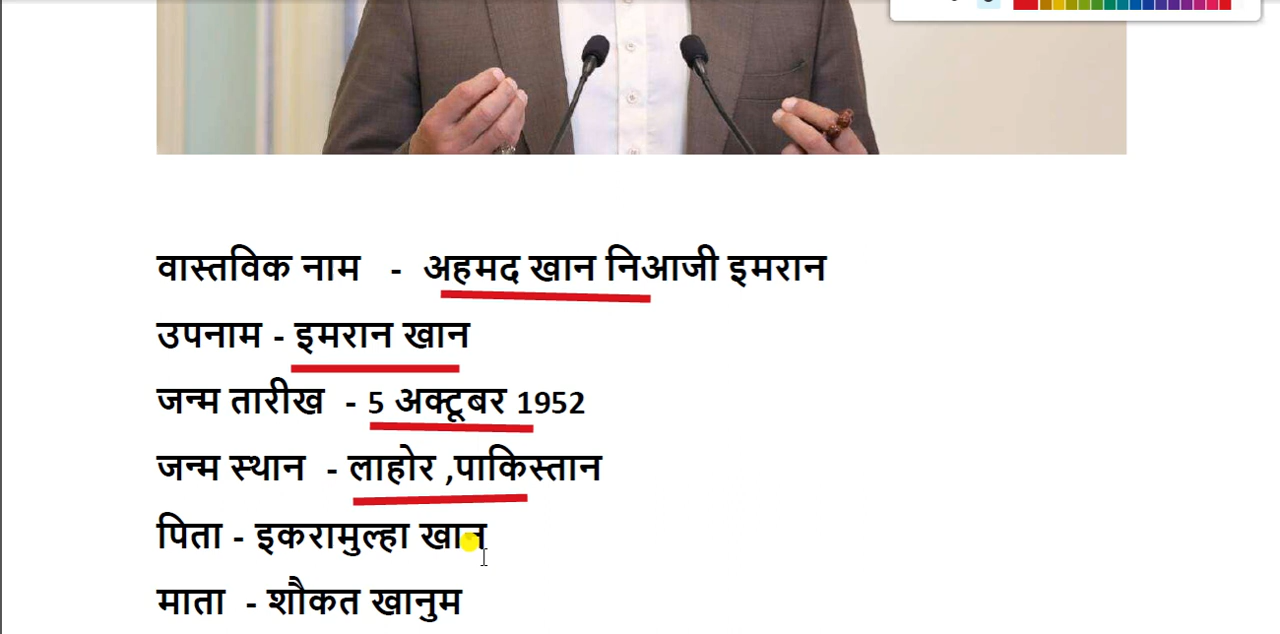 वास्तविक नाम - अहमद खान निआजी इमरान
उपनाम - इमरान खान
जन्म तारीख - 5 अक्टूबर 1952
जन्म स्थान - लाहोर ,पाकिस्तान
पिता - इकरामुल्हा खान
माता - शौकत खानुम